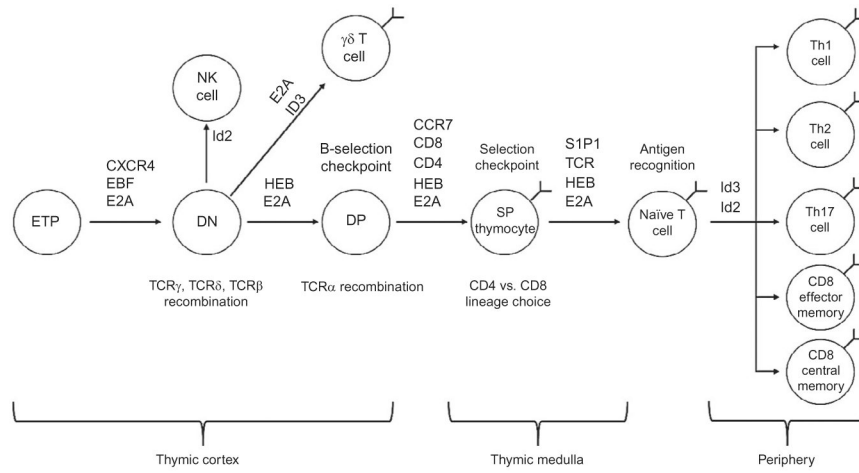 γδ T
cell
NK
cell
E2A
ID3
Id2
Th1
cell
Th2
cell
Th17
cell
CD8
effector
memory
CD8
central
memory
ETP
CXCR4
EBF
E2A
DN
TCRγ, TCRδ, TCRβ
recombination
HEB
E2A
B-selection
checkpoint
DP
TCRα recombination
CCR7
CD8
CD4
HEB
E2A
Selection
checkpoint
SP
thymocyte
CD4 vs. CD8
lineage choice
S1P1
TCR
HEB
E2A
Antigen
recognition
Naïve T
cell
Id3
Id2
Thymic cortex
Thymic medulla
Periphery